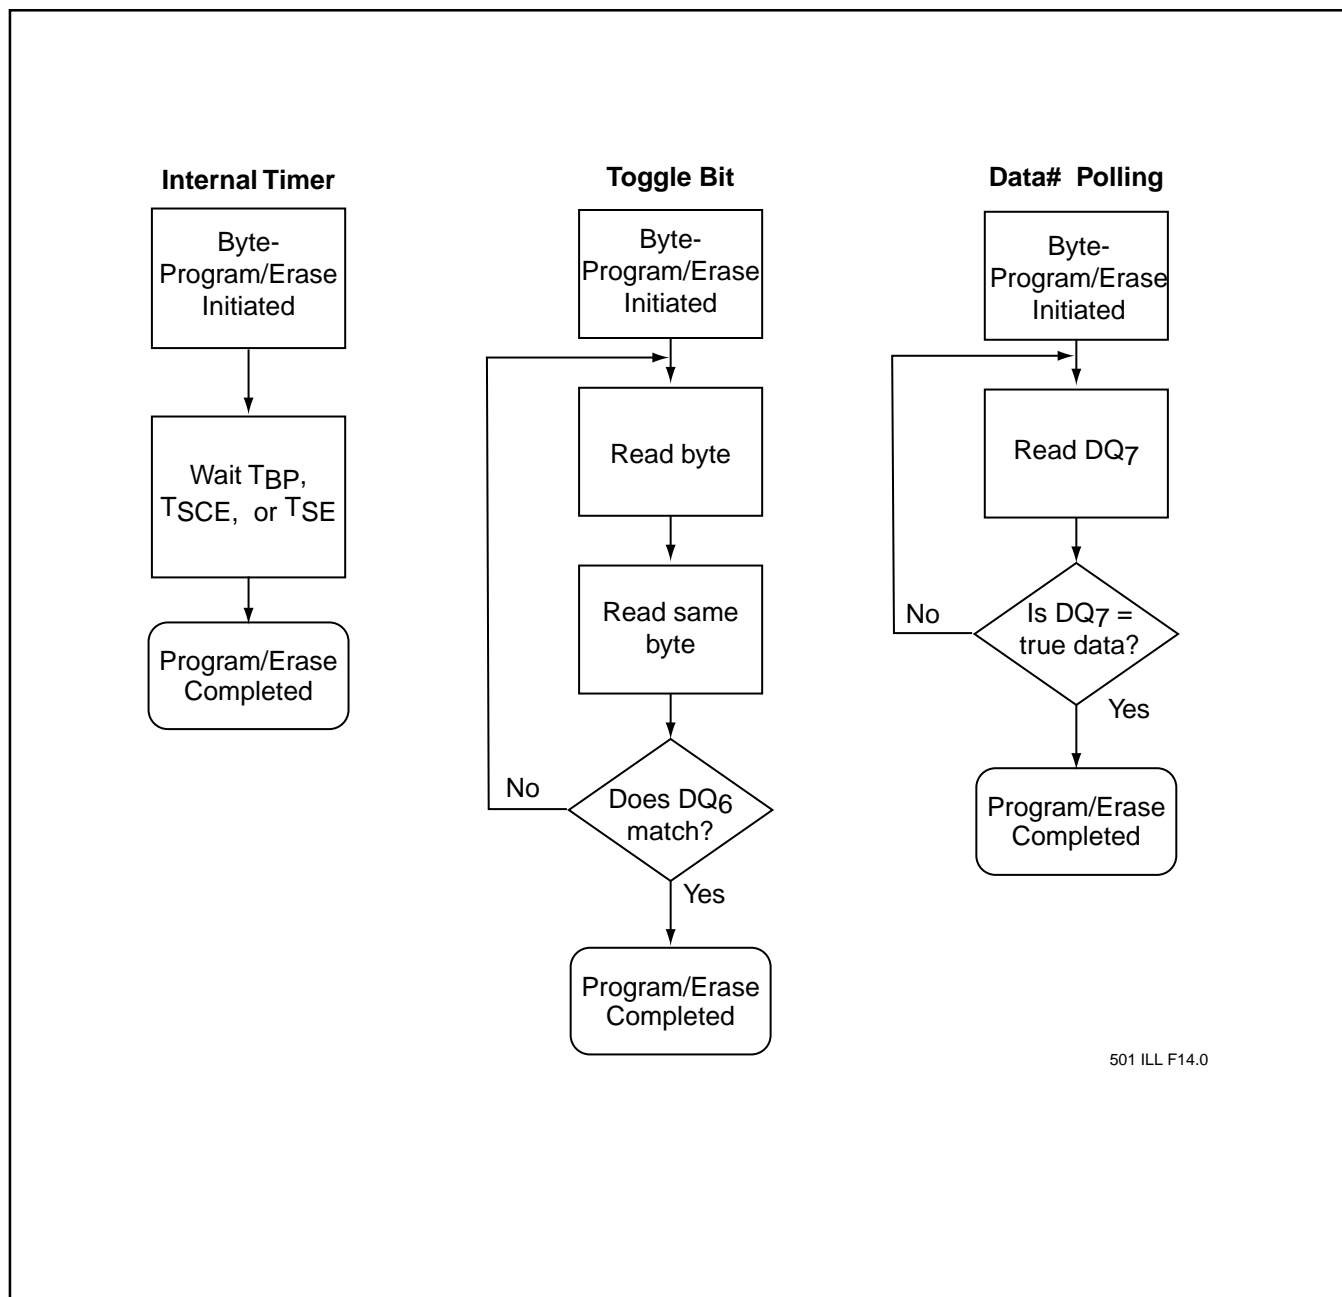 Internal Timer
Byte-
Program/Erase
Initiated
Wait TBP,
TSCE, or TSE
Program/Erase
Completed
Toggle Bit
Byte-
Program/Erase
Initiated
Read byte
Read same
byte
Does DQ6
match?
No
Yes
Program/Erase
Completed
Data# Polling
Byte-
Program/Erase
Initiated
Read DQ7
Is DQ7 =
true data?
No
Yes
Program/Erase
Completed
501 ILL F14.0